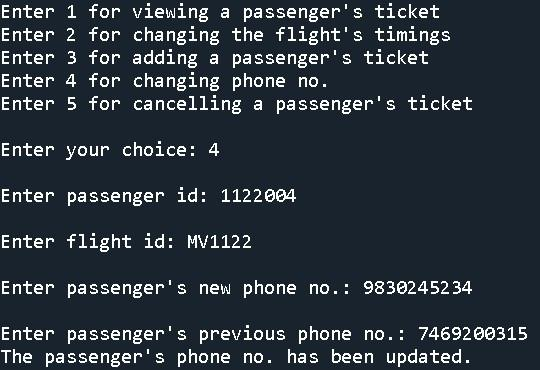 Enter 1 for viewing a passenger's ticket
Enter 2 for changing the flight's timings
Enter 3 for adding a passenger's ticket
Enter 4 for changing phone no.
Enter 5 for cancelling a passenger's ticket
Enter your choice: 4
Enter passenger id: 1122004
Enter flight id: MV1122
Enter passenger's new phone no.: 9830245234
Enter passenger's previous phone no.: 7469200315
The passenger's phone no. has been updated.